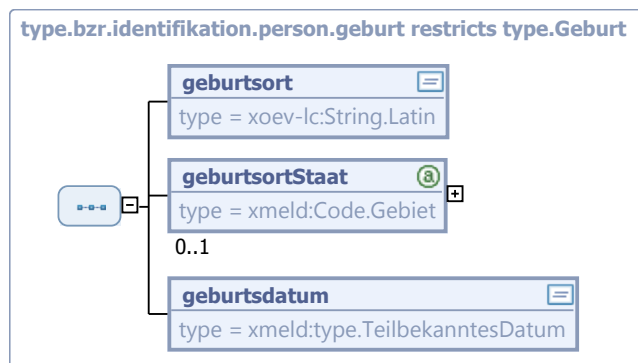 type.bzr.identifikation.person.geburt restricts type.Geburt
geburtsort
type = xoev-lc:String.Latin
geburtsortStaat
type = xmeld:Code.Gebiet
0..1
geburtsdatum
type = xmeld:type.TeilbekanntesDatum